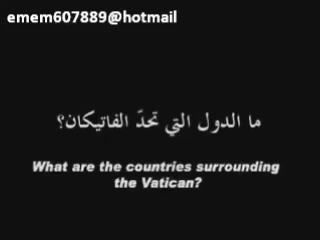 emem607889@hotmail
ما الدول التي تحدّ الفاتيكان؟
What are the countries surrounding
the Vatican?